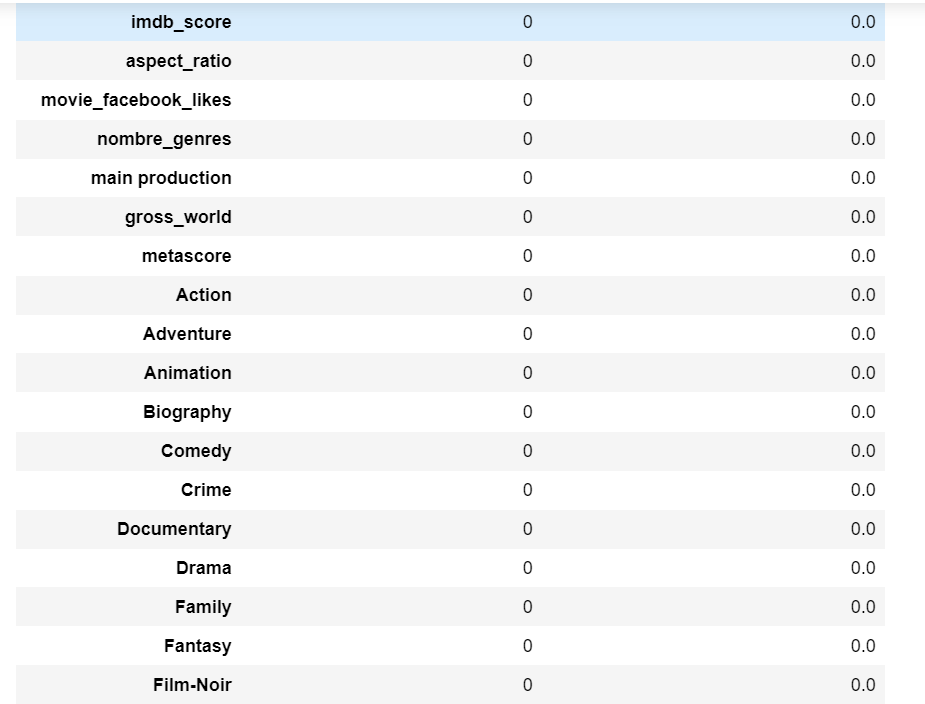 imdb_score 0 0.0
aspect_ratio 0 0.0
movie_facebook_likes 0 0.0
nombre_genres 0 0.0
main production 0 0.0
gross_world 0 0.0
metascore 0 0.0
Action 0 0.0
Adventure 0 0.0
Animation 0 0.0
Biography 0 0.0
Comedy 0 0.0
Crime 0 0.0
Documentary 0 0.0
Drama 0 0.0
Family 0 0.0
Fantasy 0 0.0
Film-Noir 0 0.0